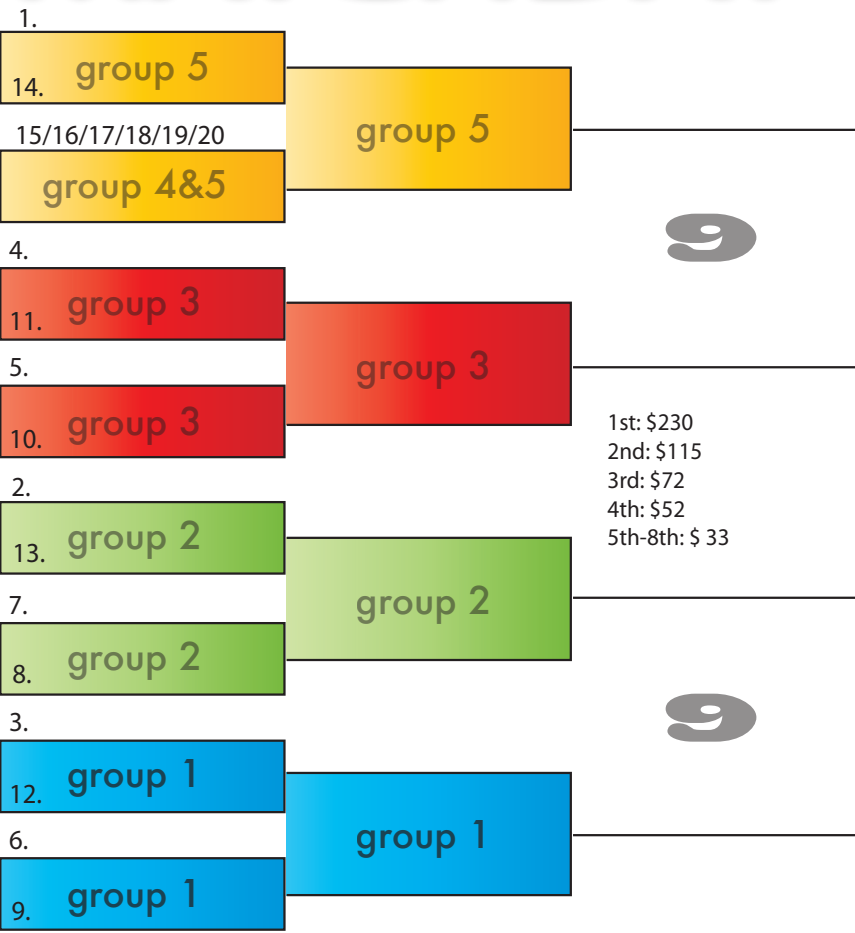 1.
group 5
14.
15/16/17/18/19/20
group 4&5
group 5
9
4.
group 3
11.
5.
group 3
10.
group 3
1st: $230
2nd: $115
3rd: $72
4th: $52
5th-8th: $ 33
2.
group 2
13.
7.
group 2
8.
group 2
9
3.
group 1
12.
6.
group 1
9.
group 1